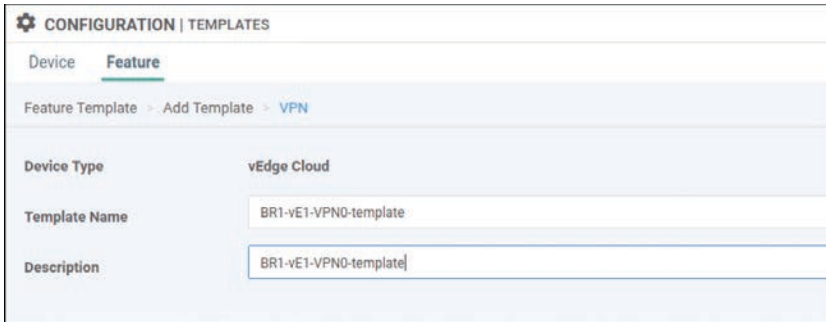 CONFIGURATION | TEMPLATES
Device Feature
Feature Template > Add Template > VPN
Device Type vEdge Cloud
Template Name BR1-vE1-VPN0-template
Description BR1-vE1-VPN0-template